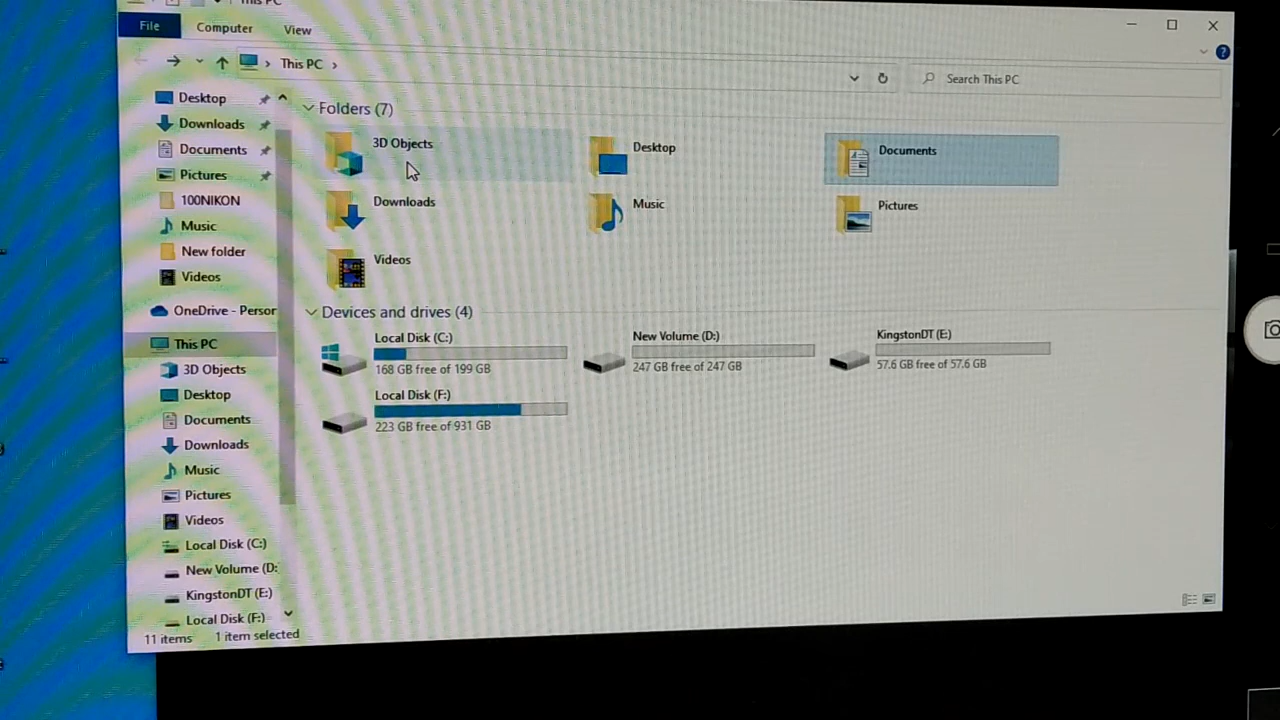 This PC
File Computer View
This PC
Search This PC
Desktop
Downloads
Documents
Pictures
100NIKON
Music
New folder
Videos
OneDrive - Person
This PC
3D Objects
Desktop
Documents
Downloads
Music
Pictures
Videos
Local Disk (C:)
New Volume (D:
KingstonDT (E:)
Local Disk (F:)
Folders (7)
3D Objects
Desktop
Documents
Downloads
Music
Pictures
Videos
Devices and drives (4)
Local Disk (C:)
168 GB free of 199 GB
New Volume (D:)
247 GB free of 247 GB
KingstonDT (E:)
57.6 GB free of 57.6 GB
Local Disk (F:)
223 GB free of 931 GB
11 items 1 item selected